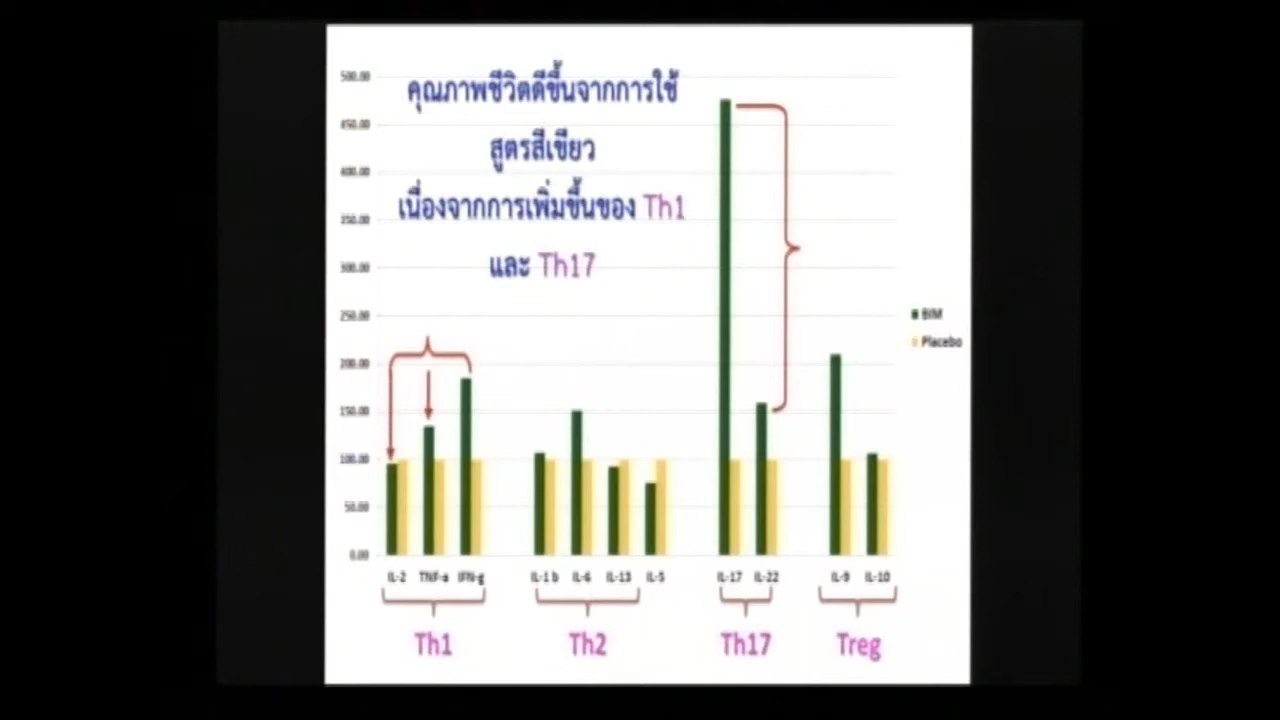 คุณภาพชีวิตดีขึ้นจากการใช้
สูตรสีเขียว
เนื่องจากการเพิ่มขึ้นของ Th1
และ Th17
500.00
450.00
400.00
350.00
300.00
250.00
200.00
150.00
100.00
50.00
0.00
BIM
Placebo
IL-2 TNF-a IFN-g IL-1 b IL-6 IL-13 IL-5 IL-17 IL-22 IL-9 IL-10
Th1 Th2 Th17 Treg